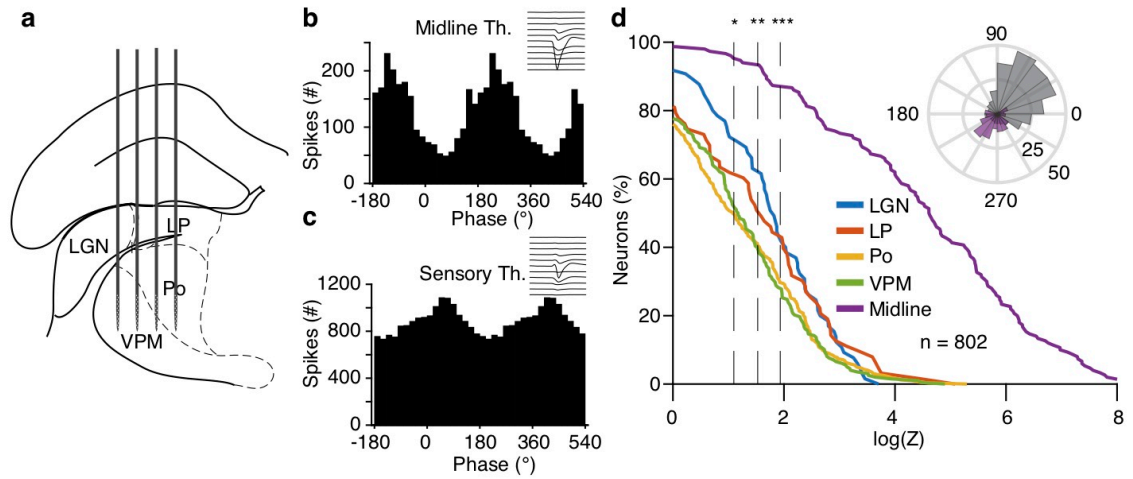 a
LGN
LP
Po
VPM
b
Midline Th.
Spikes (#)
200
100
0
-180 0 180 360 540
Phase (°)
c
Sensory Th.
Spikes (#)
1200
800
400
0
-180 0 180 360 540
Phase (°)
d
* ** ***
Neurons (%)
100
80
60
40
20
0
0 2 4 6 8
log(Z)
LGN
LP
Po
VPM
Midline
n = 802
90
180
0
25
50
270